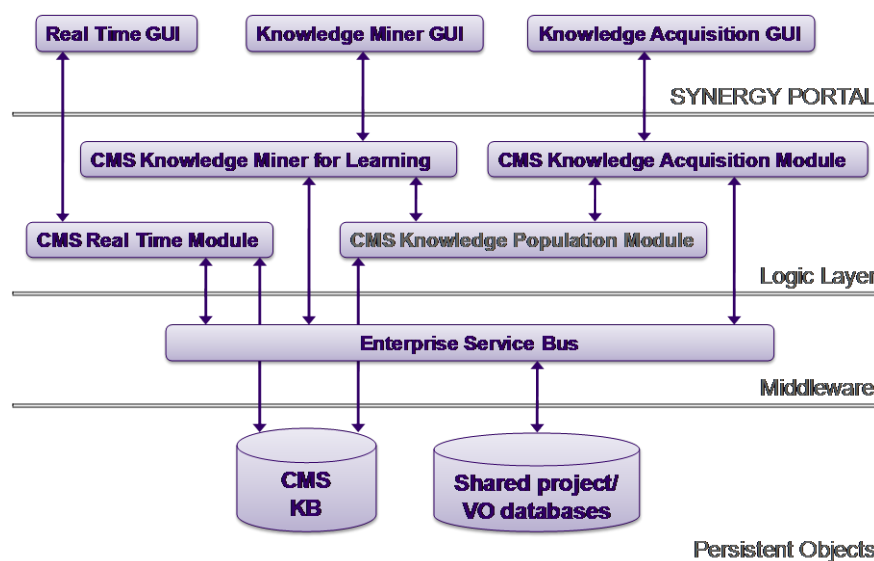 Real Time GUI
Knowledge Miner GUI
Knowledge Acquisition GUI
SYNERGY PORTAL
CMS Knowledge Miner for Learning
CMS Knowledge Acquisition Module
CMS Real Time Module
CMS Knowledge Population Module
Logic Layer
Enterprise Service Bus
Middleware
CMS
KB
Shared project/
VO databases
Persistent Objects